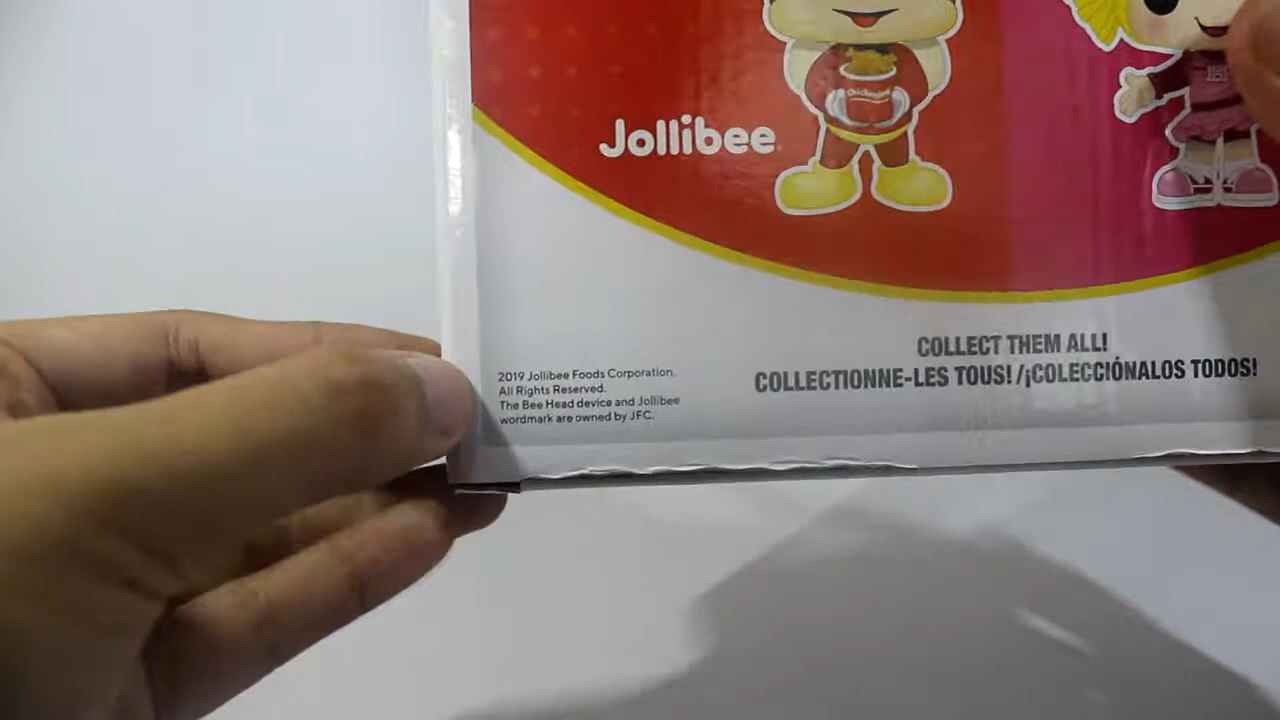 Jollibee
Chickenjoy
COLLECT THEM ALL!
COLLECTIONNE-LES TOUS! /¡COLECCIÓNALOS TODOS!
2019 Jollibee Foods Corporation.
All Rights Reserved.
The Bee Head device and Jollibee
wordmark are owned by JFC.